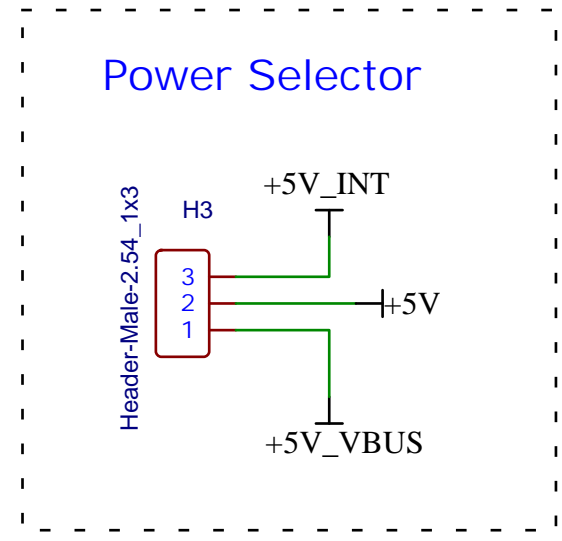 Power Selector
+5V_INT
H3
Header-Male-2.54_1x3
3
2
1
+5V
+5V_VBUS